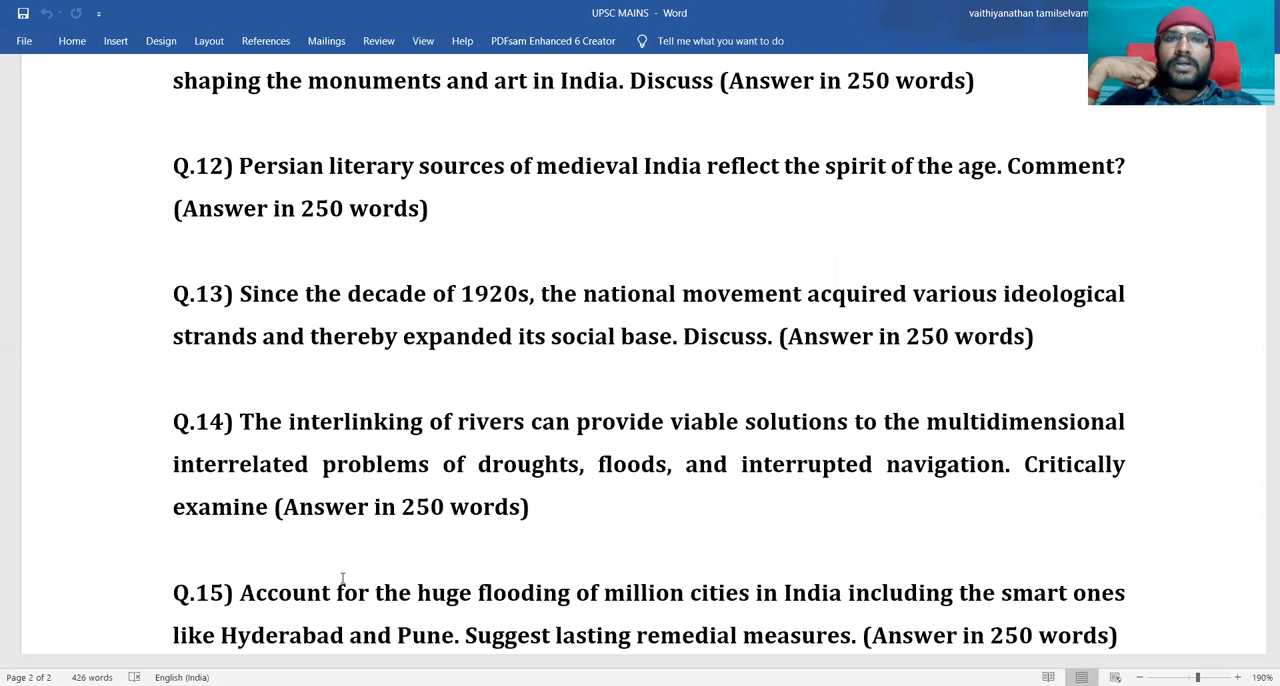 UPSC MAINS - Word
vaithiyanathan tamilselvam
File Home Insert Design Layout References Mailings Review View Help PDFsam Enhanced 6 Creator Tell me what you want to do
shaping the monuments and art in India. Discuss (Answer in 250 words)
Q.12) Persian literary sources of medieval India reflect the spirit of the age. Comment?
(Answer in 250 words)
Q.13) Since the decade of 1920s, the national movement acquired various ideological
strands and thereby expanded its social base. Discuss. (Answer in 250 words)
Q.14) The interlinking of rivers can provide viable solutions to the multidimensional
interrelated problems of droughts, floods, and interrupted navigation. Critically
examine (Answer in 250 words)
Q.15) Account for the huge flooding of million cities in India including the smart ones
like Hyderabad and Pune. Suggest lasting remedial measures. (Answer in 250 words)
Page 2 of 2 426 words English (India) 190%